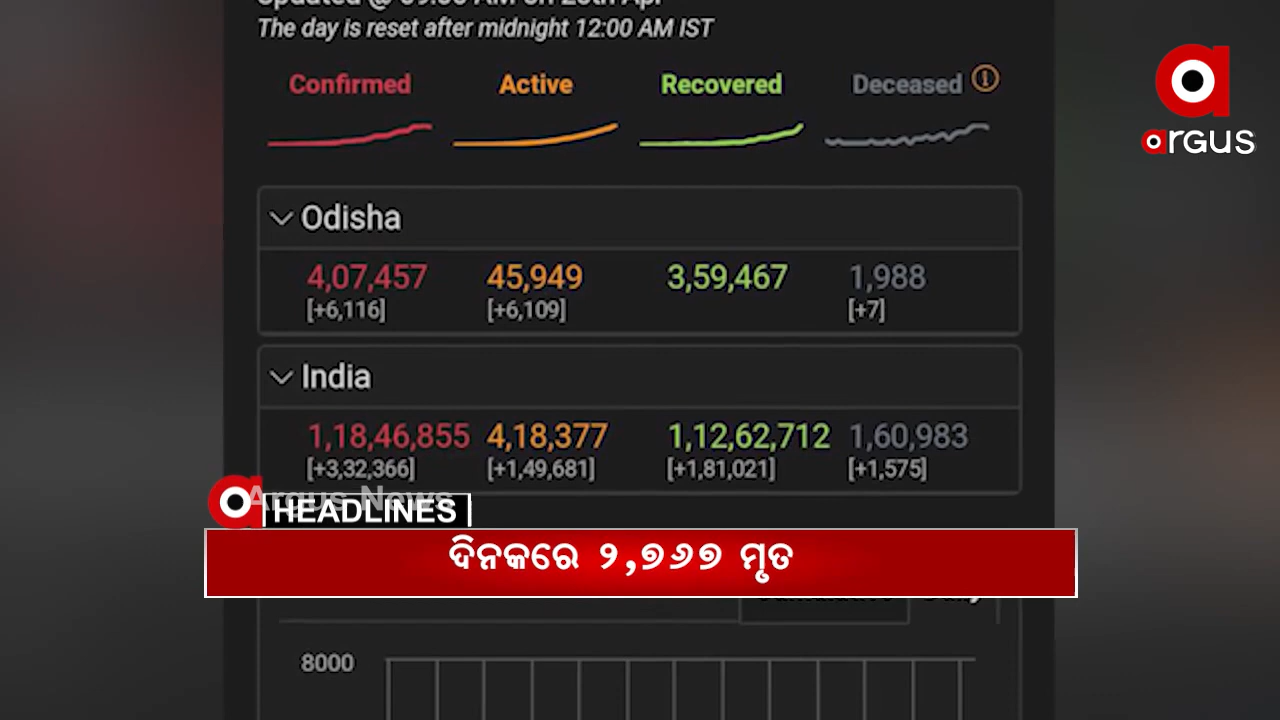 The day is reset after midnight 12:00 AM IST
Confirmed Active Recovered Deceased
argus
Odisha
4,07,457 45,949 3,59,467 1,988
[+6,116] [+6,109] [+7]
India
1,18,46,855 4,18,377 1,12,62,712 1,60,983
[+3,32,366] [+1,49,681] [+1,81,021] [+1,575]
Argus News
HEADLINES
ଦିନକରେ ୨,୭୬୭ ମୃତ
8000